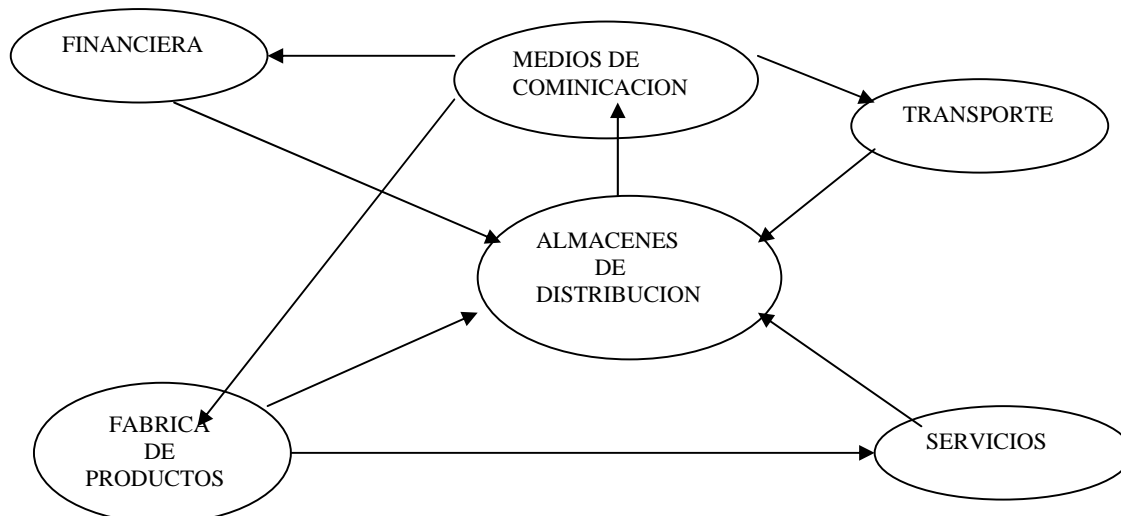 FINANCIERA
MEDIOS DE
COMINICACION
TRANSPORTE
ALMACENES
DE
DISTRIBUCION
FABRICA
DE
PRODUCTOS
SERVICIOS